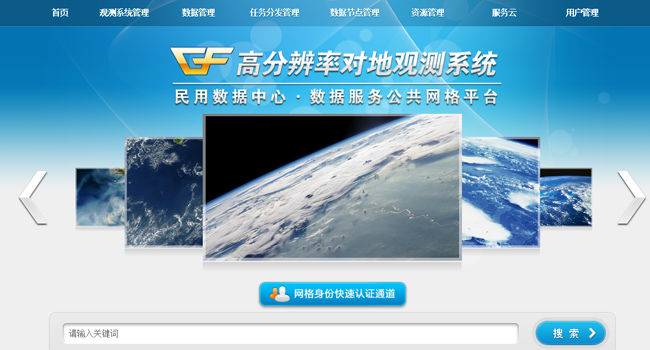 首页 观测系统管理 数据管理 任务分发管理 数据节点管理 资源管理 服务云 用户管理
GF 高分辨率对地观测系统
民用数据中心 · 数据服务公共网格平台
网格身份快速认证通道
请输入关键词 搜 索